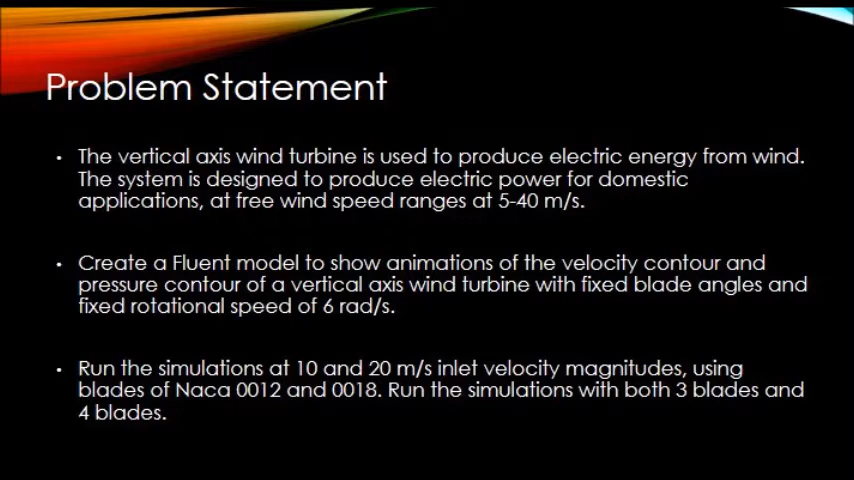 Problem Statement
• The vertical axis wind turbine is used to produce electric energy from wind.
The system is designed to produce electric power for domestic
applications, at free wind speed ranges at 5-40 m/s.
• Create a Fluent model to show animations of the velocity contour and
pressure contour of a vertical axis wind turbine with fixed blade angles and
fixed rotational speed of 6 rad/s.
• Run the simulations at 10 and 20 m/s inlet velocity magnitudes, using
blades of Naca 0012 and 0018. Run the simulations with both 3 blades and
4 blades.